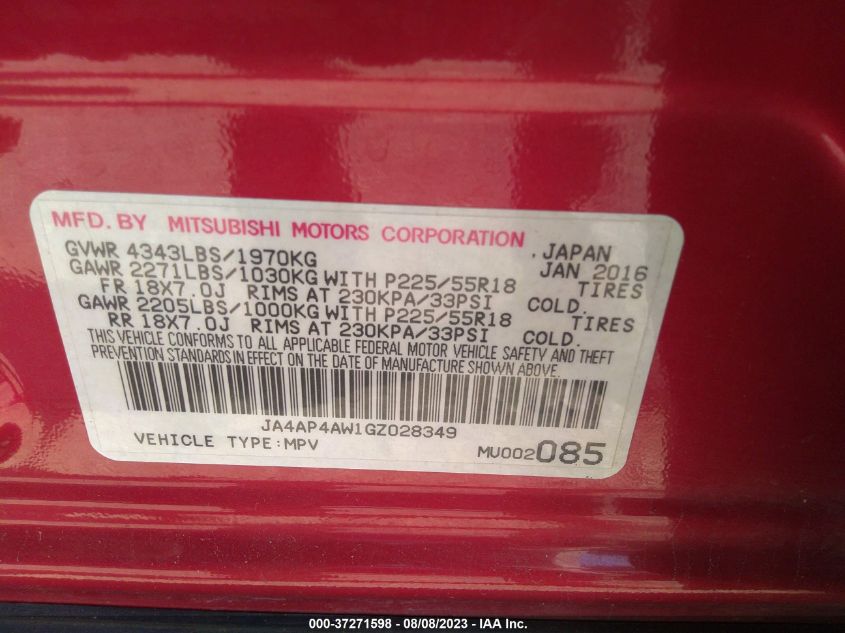 MFD. BY MITSUBISHI MOTORS CORPORATION
. JAPAN
GVWR 4343LBS/1970KG JAN 2016
GAWR 2271LBS/1030KG WITH P225/55R18 TIRES
FR 18X7.0J RIMS AT 230KPA/33PSI COLD.
GAWR 2205LBS/1000KG WITH P225/55R18 TIRES
RR 18X7.0J RIMS AT 230KPA/33PSI COLD.
THIS VEHICLE CONFORMS TO ALL APPLICABLE FEDERAL MOTOR VEHICLE SAFETY AND THEFT
PREVENTION STANDARDS IN EFFECT ON THE DATE OF MANUFACTURE SHOWN ABOVE.
JA4AP4AW1GZ028349
VEHICLE TYPE:MPV MU002085
000-37271598 - 08/08/2023 - IAA Inc.